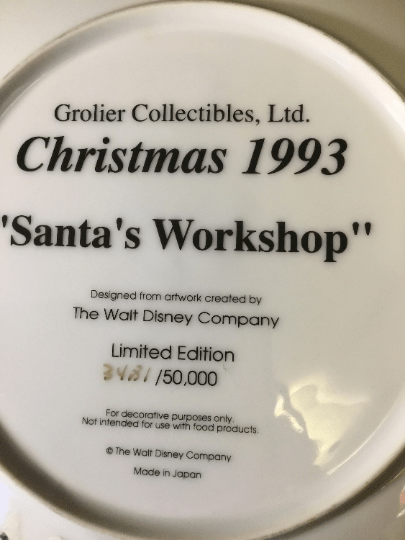 Grolier Collectibles, Ltd.
Christmas 1993
"Santa's Workshop"
Designed from artwork created by
The Walt Disney Company
Limited Edition
/50,000
For decorative purposes only.
Not intended for use with food products.
© The Walt Disney Company
Made in Japan